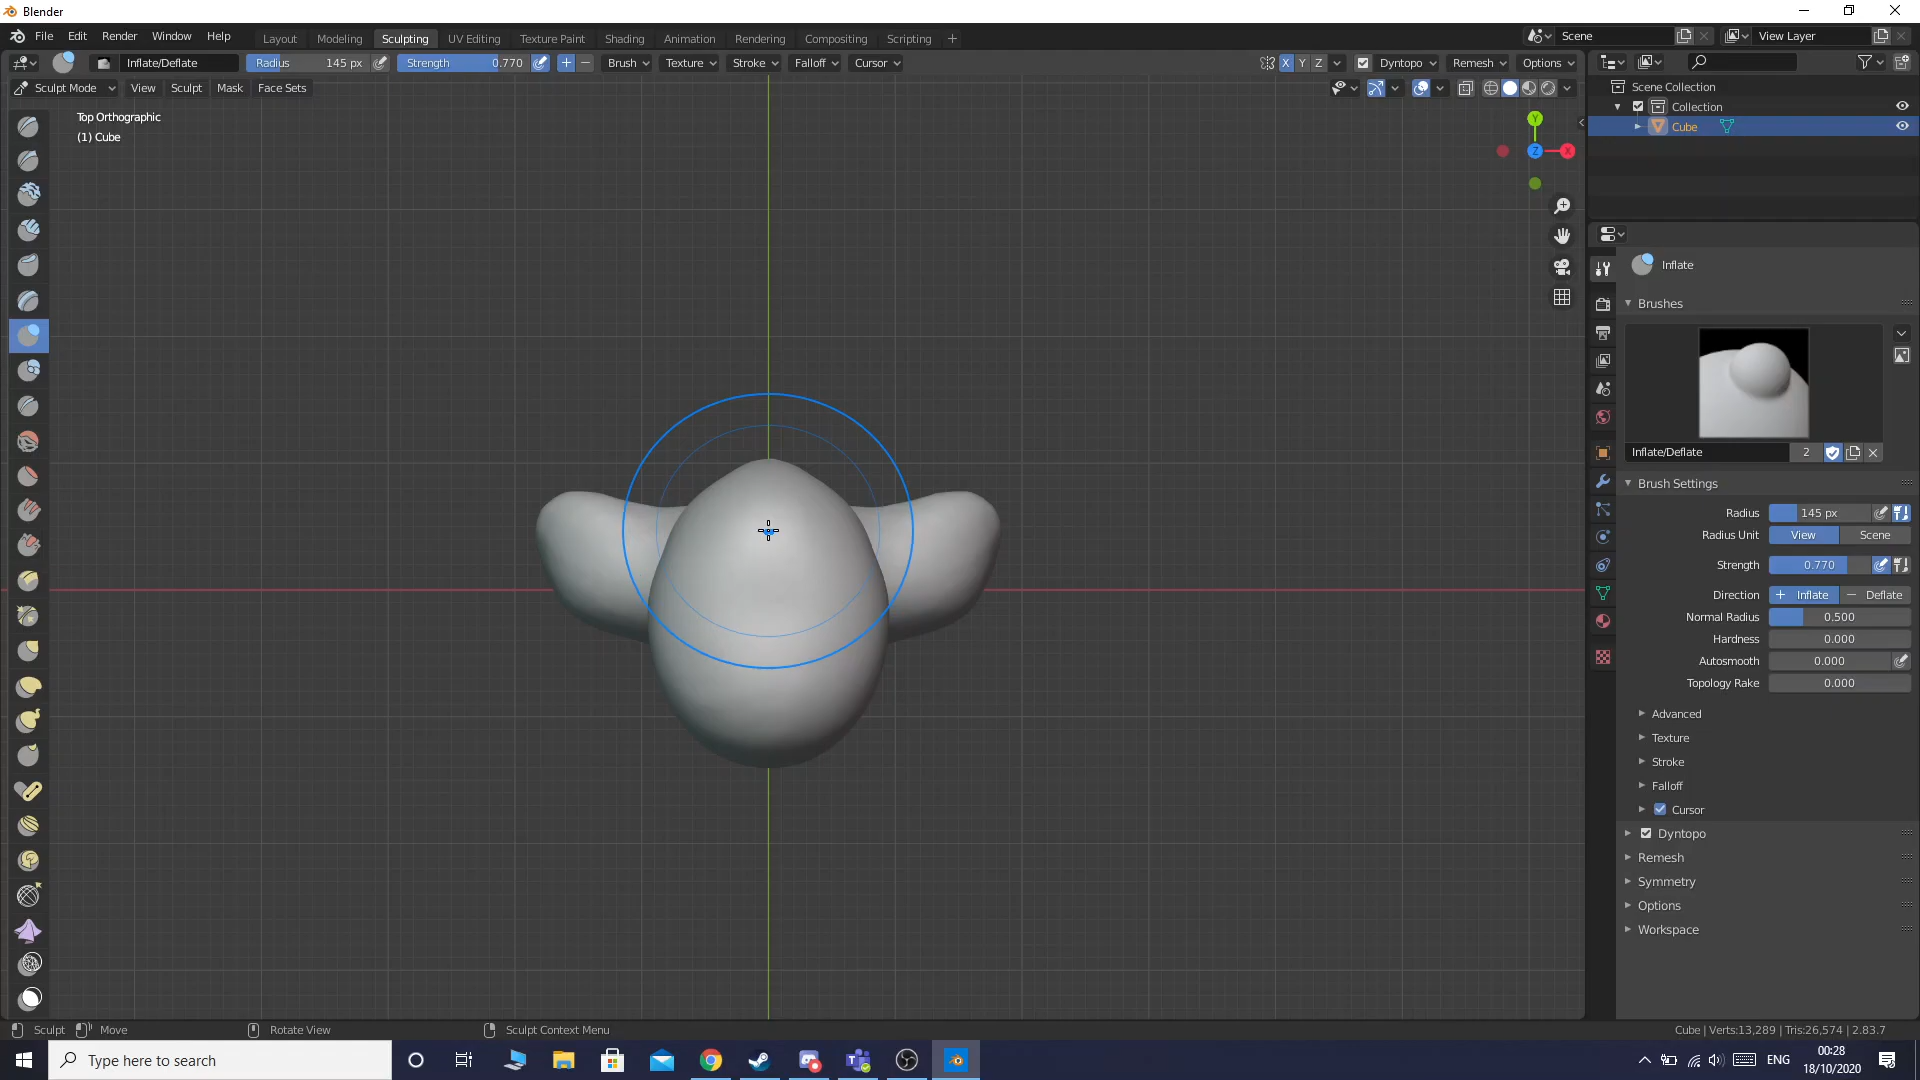 Blender
File Edit Render Window Help Layout Modeling Sculpting UV Editing Texture Paint Shading Animation Rendering Compositing Scripting + Scene View Layer
Inflate/Deflate Radius 145 px Strength 0.770 + − Brush Texture Stroke Falloff Cursor X Y Z Dyntopo Remesh Options
Sculpt Mode View Sculpt Mask Face Sets
Top Orthographic
(1) Cube
Y
Z X
Scene Collection
Collection
Cube
Inflate
Brushes
Inflate/Deflate 2
Brush Settings
Radius 145 px
Radius Unit View Scene
Strength 0.770
Direction + Inflate − Deflate
Normal Radius 0.500
Hardness 0.000
Autosmooth 0.000
Topology Rake 0.000
Advanced
Texture
Stroke
Falloff
Cursor
Dyntopo
Remesh
Symmetry
Options
Workspace
Sculpt Move Rotate View Sculpt Context Menu Cube | Verts:13,289 | Tris:26,574 | 2.83.7
Type here to search ENG 00:28
18/10/2020